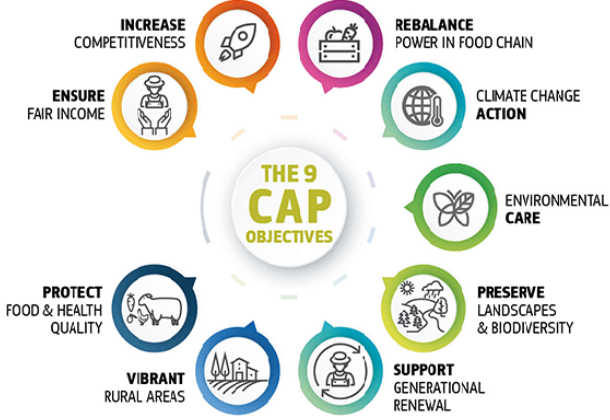 THE 9
CAP
OBJECTIVES
INCREASE
COMPETITIVENESS
REBALANCE
POWER IN FOOD CHAIN
ENSURE
FAIR INCOME
CLIMATE CHANGE
ACTION
ENVIRONMENTAL
CARE
PROTECT
FOOD & HEALTH
QUALITY
PRESERVE
LANDSCAPES
& BIODIVERSITY
VIBRANT
RURAL AREAS
SUPPORT
GENERATIONAL
RENEWAL